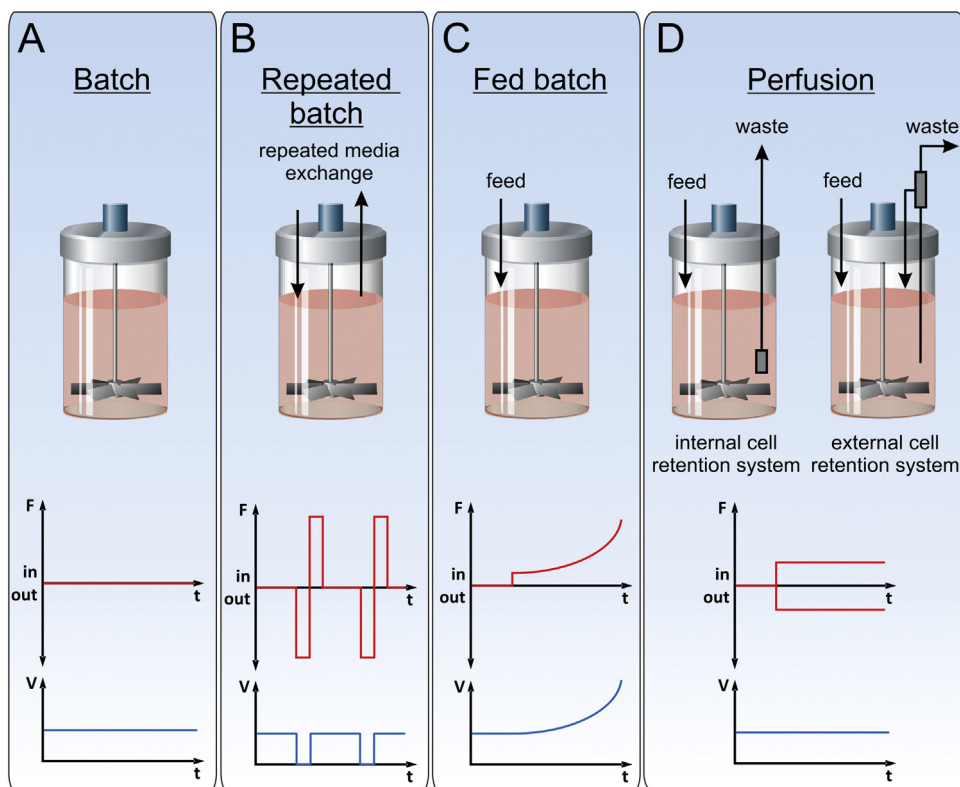 A
Batch
F
in
out
t
V
t
B
Repeated
batch
repeated media
exchange
F
in
out
t
V
t
C
Fed batch
feed
F
in
out
t
V
t
D
Perfusion
waste
feed
waste
feed
internal cell
retention system
external cell
retention system
F
in
out
t
V
t